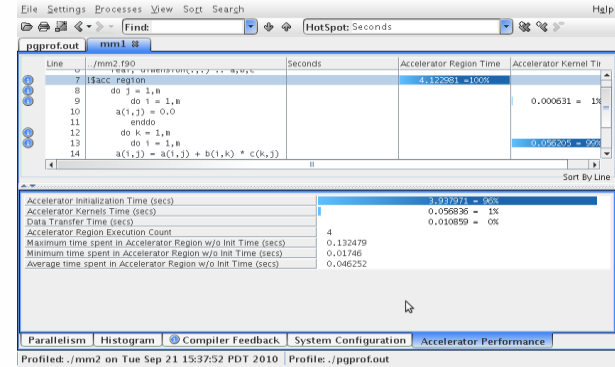 File Settings Processes View Sort Search Help
Find: HotSpot: Seconds
pgprof.out mm1
Line ../mm2.f90 Seconds Accelerator Region Time Accelerator Kernel Tir
7 !$acc region 4.122981 =100%
8 do j = 1,m
9 do i = 1,m 0.000631 = 1%
10 a(i,j) = 0.0
11 enddo
12 do k = 1,m
13 do i = 1,m 0.056205 = 99%
14 a(i,j) = a(i,j) + b(i,k) * c(k,j)
Sort By Line
Accelerator Initialization Time (secs) 3.937971 = 96%
Accelerator Kernels Time (secs) 0.056836 = 1%
Data Transfer Time (secs) 0.010859 = 0%
Accelerator Region Execution Count 4
Maximum time spent in Accelerator Region w/o Init Time (secs) 0.132479
Minimum time spent in Accelerator Region w/o Init Time (secs) 0.01746
Average time spent in Accelerator Region w/o Init Time (secs) 0.046252
Parallelism Histogram Compiler Feedback System Configuration Accelerator Performance
Profiled: ./mm2 on Tue Sep 21 15:37:52 PDT 2010 Profile: ./pgprof.out